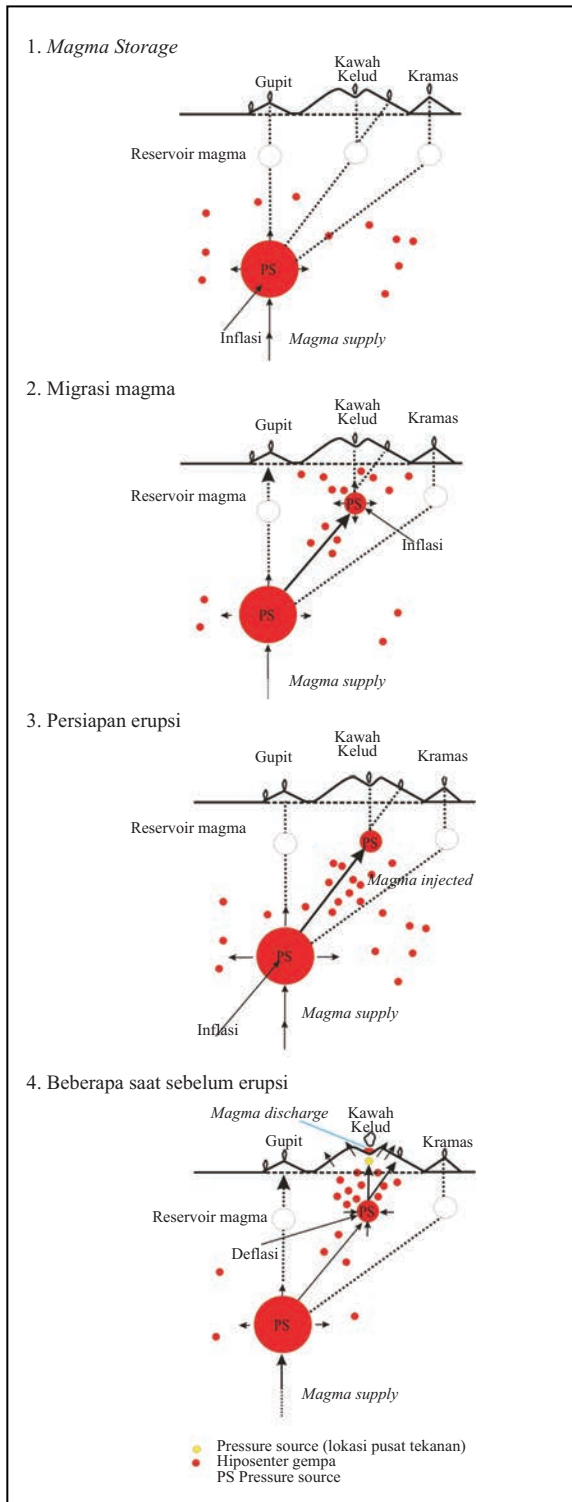 1. Magma Storage
Kawah
Kelud
Gupit
Kramas
Reservoir magma
PS
Inflasi
Magma supply
2. Migrasi magma
Kawah
Kelud
Gupit
Kramas
Reservoir magma
PS
Inflasi
PS
Magma supply
3. Persiapan erupsi
Kawah
Kelud
Gupit
Kramas
Reservoir magma
PS
Magma injected
PS
Inflasi
Magma supply
4. Beberapa saat sebelum erupsi
Magma discharge
Kawah
Kelud
Gupit
Kramas
Reservoir magma
PS
Deflasi
PS
Magma supply
Pressure source (lokasi pusat tekanan)
Hiposenter gempa
PS Pressure source